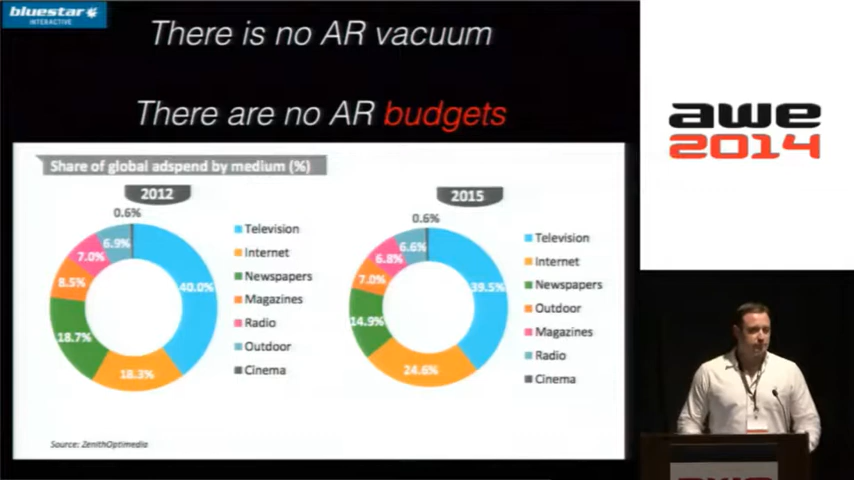 bluestar
INTERACTIVE
There is no AR vacuum
There are no AR budgets
Share of global adspend by medium (%)
2012
2015
0.6%
6.9%
7.0%
8.5%
18.7%
18.3%
40.0%
Television
Internet
Newspapers
Magazines
Radio
Outdoor
Cinema
0.6%
6.6%
6.8%
7.0%
14.9%
24.6%
39.5%
Television
Internet
Newspapers
Outdoor
Magazines
Radio
Cinema
Source: ZenithOptimedia
awe
2014